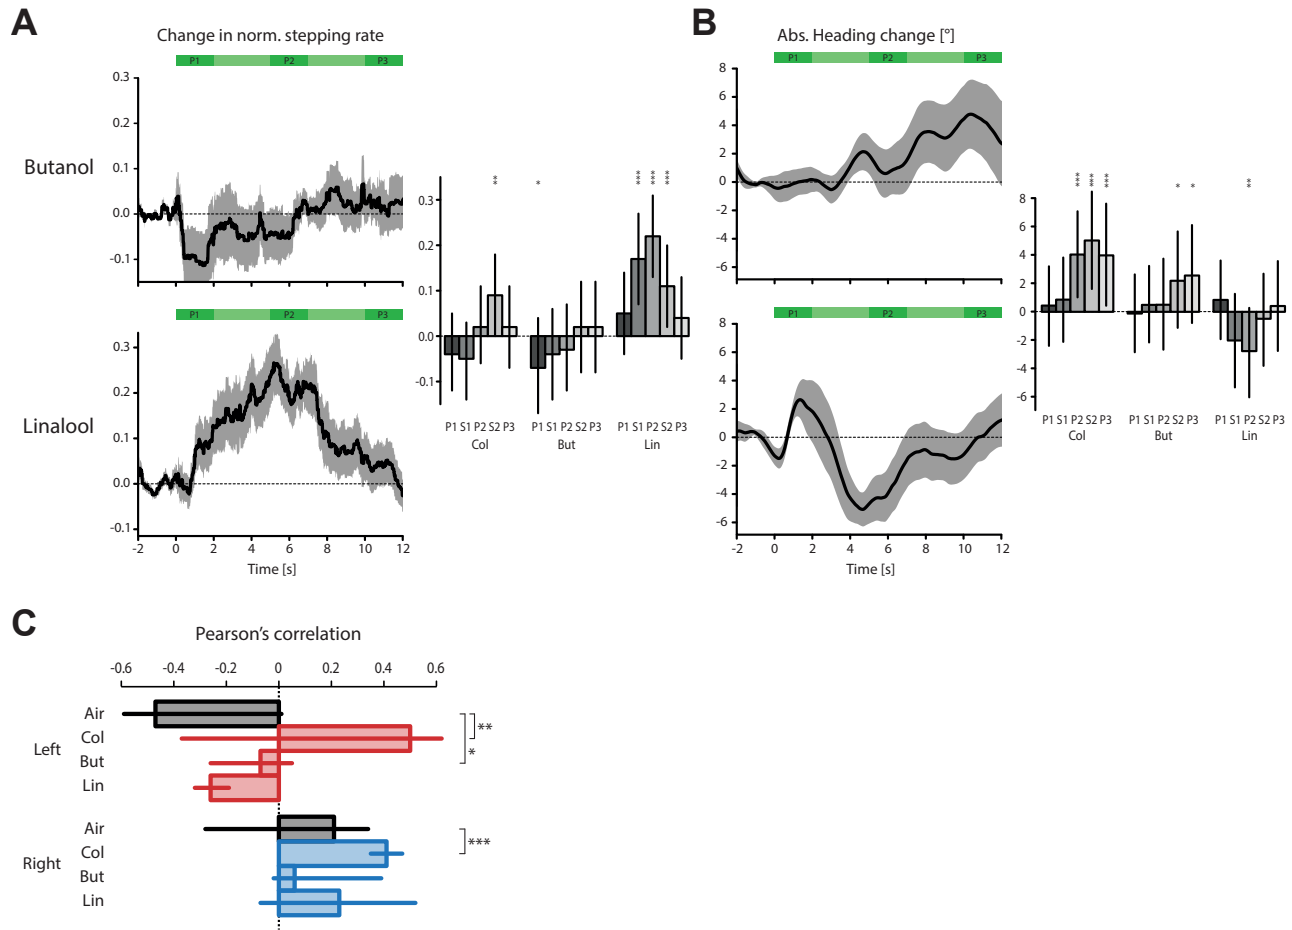 A
Change in norm. stepping rate
P1 P2 P3
Butanol
0.3
0.2
0.1
0.0
-0.1
P1 P2 P3
Linalool
0.3
0.2
0.1
0.0
-0.1
-2 0 2 4 6 8 10 12
Time [s]
** * *** *** ***
0.3
0.2
0.1
0.0
-0.1
P1 S1 P2 S2 P3 P1 S1 P2 S2 P3 P1 S1 P2 S2 P3
Col But Lin
B
Abs. Heading change [°]
P1 P2 P3
8
6
4
2
0
-2
-4
-6
P1 P2 P3
8
6
4
2
0
-2
-4
-6
-2 0 2 4 6 8 10 12
Time [s]
*** *** *** * * **
8
6
4
2
0
-2
-4
-6
P1 S1 P2 S2 P3 P1 S1 P2 S2 P3 P1 S1 P2 S2 P3
Col But Lin
C
Pearson's correlation
-0.6 -0.4 -0.2 0 0.2 0.4 0.6
Left
Air
Col
But
Lin
**
*
Right
Air
Col
But
Lin
***